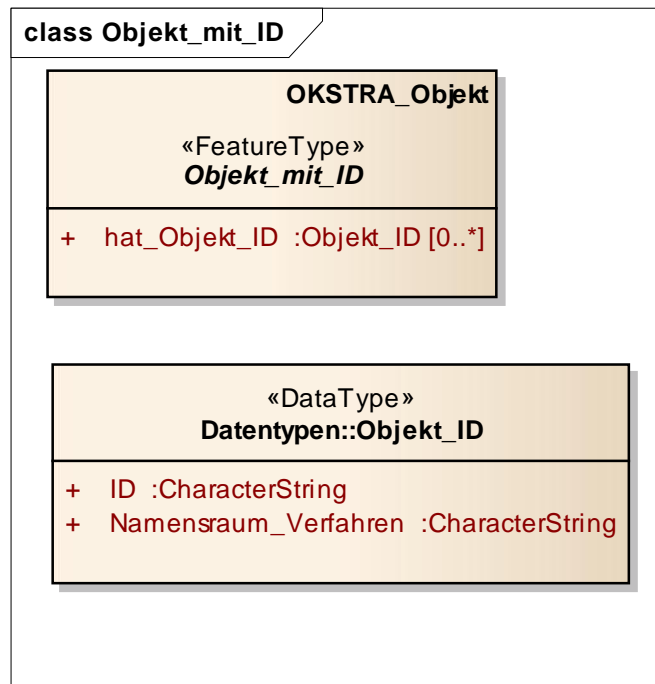 class Objekt_mit_ID
OKSTRA_Objekt
«FeatureType»
Objekt_mit_ID
+ hat_Objekt_ID :Objekt_ID [0..*]
«DataType»
Datentypen::Objekt_ID
+ ID :CharacterString
+ Namensraum_Verfahren :CharacterString